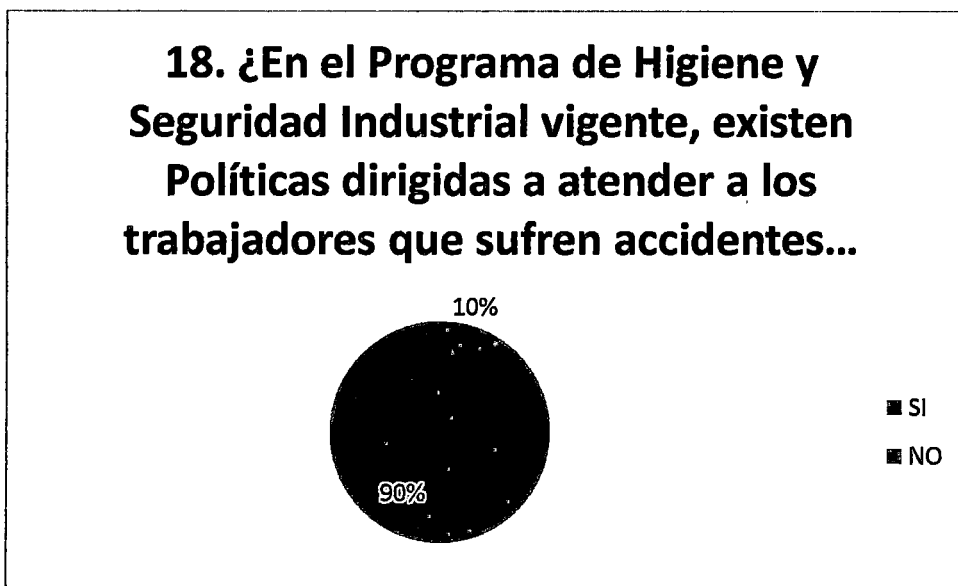 18. ¿En el Programa de Higiene y
Seguridad Industrial vigente, existen
Políticas dirigidas a atender a los
trabajadores que sufren accidentes...
10%
90%
SI
NO